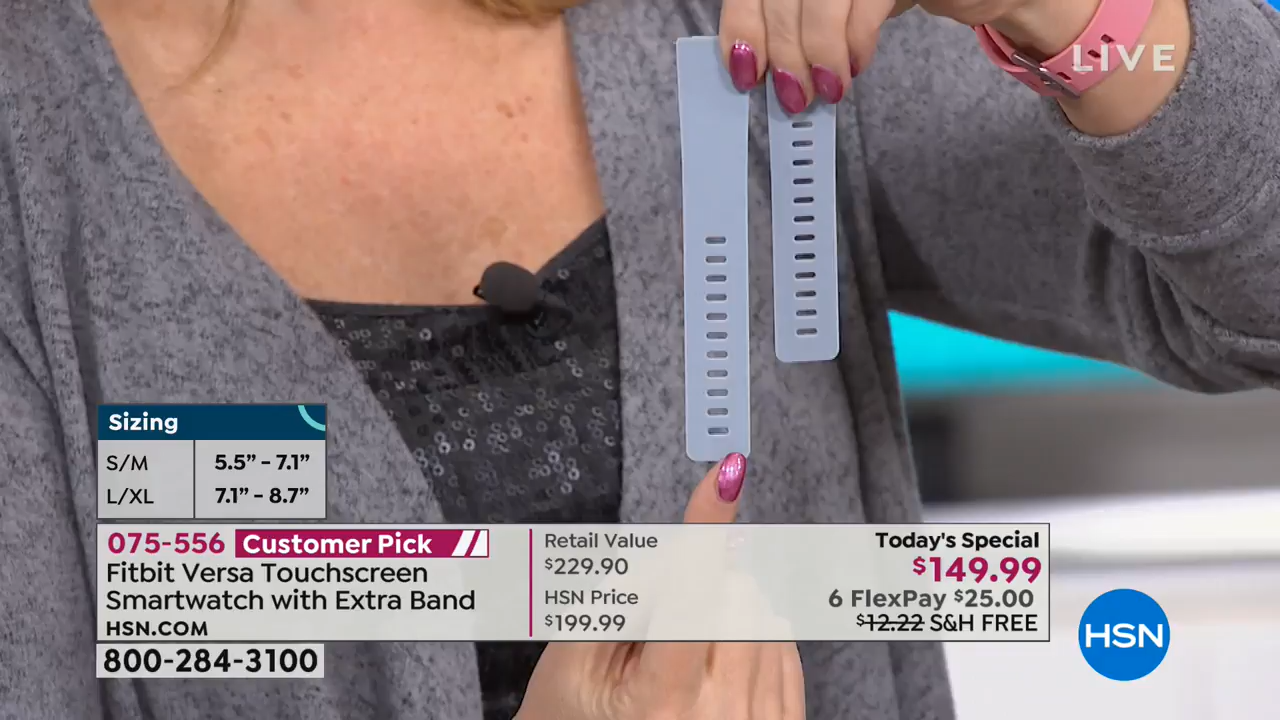 LIVE
Sizing
S/M 5.5” - 7.1”
L/XL 7.1” - 8.7”
075-556 Customer Pick
Fitbit Versa Touchscreen
Smartwatch with Extra Band
HSN.COM
800-284-3100
Retail Value
$229.90
HSN Price
$199.99
Today's Special
$149.99
6 FlexPay $25.00
$12.22 S&H FREE
HSN